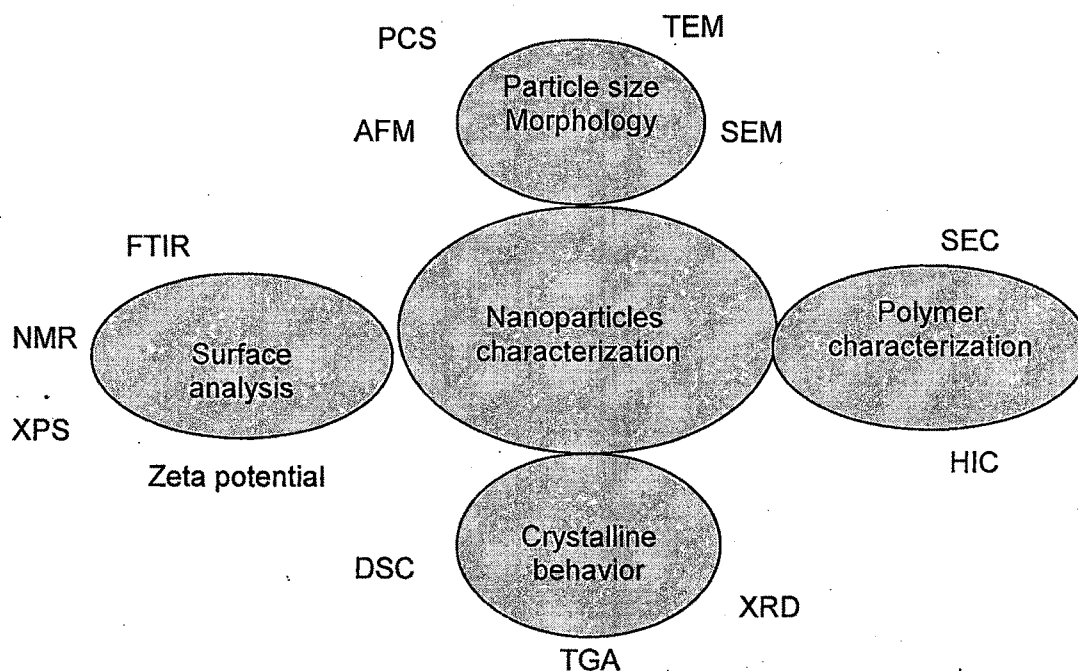 PCS
TEM
Particle size
Morphology
AFM
SEM
FTIR
SEC
NMR
Surface
analysis
Nanoparticles
characterization
Polymer
characterization
XPS
Zeta potential
HIC
DSC
Crystalline
behavior
XRD
TGA